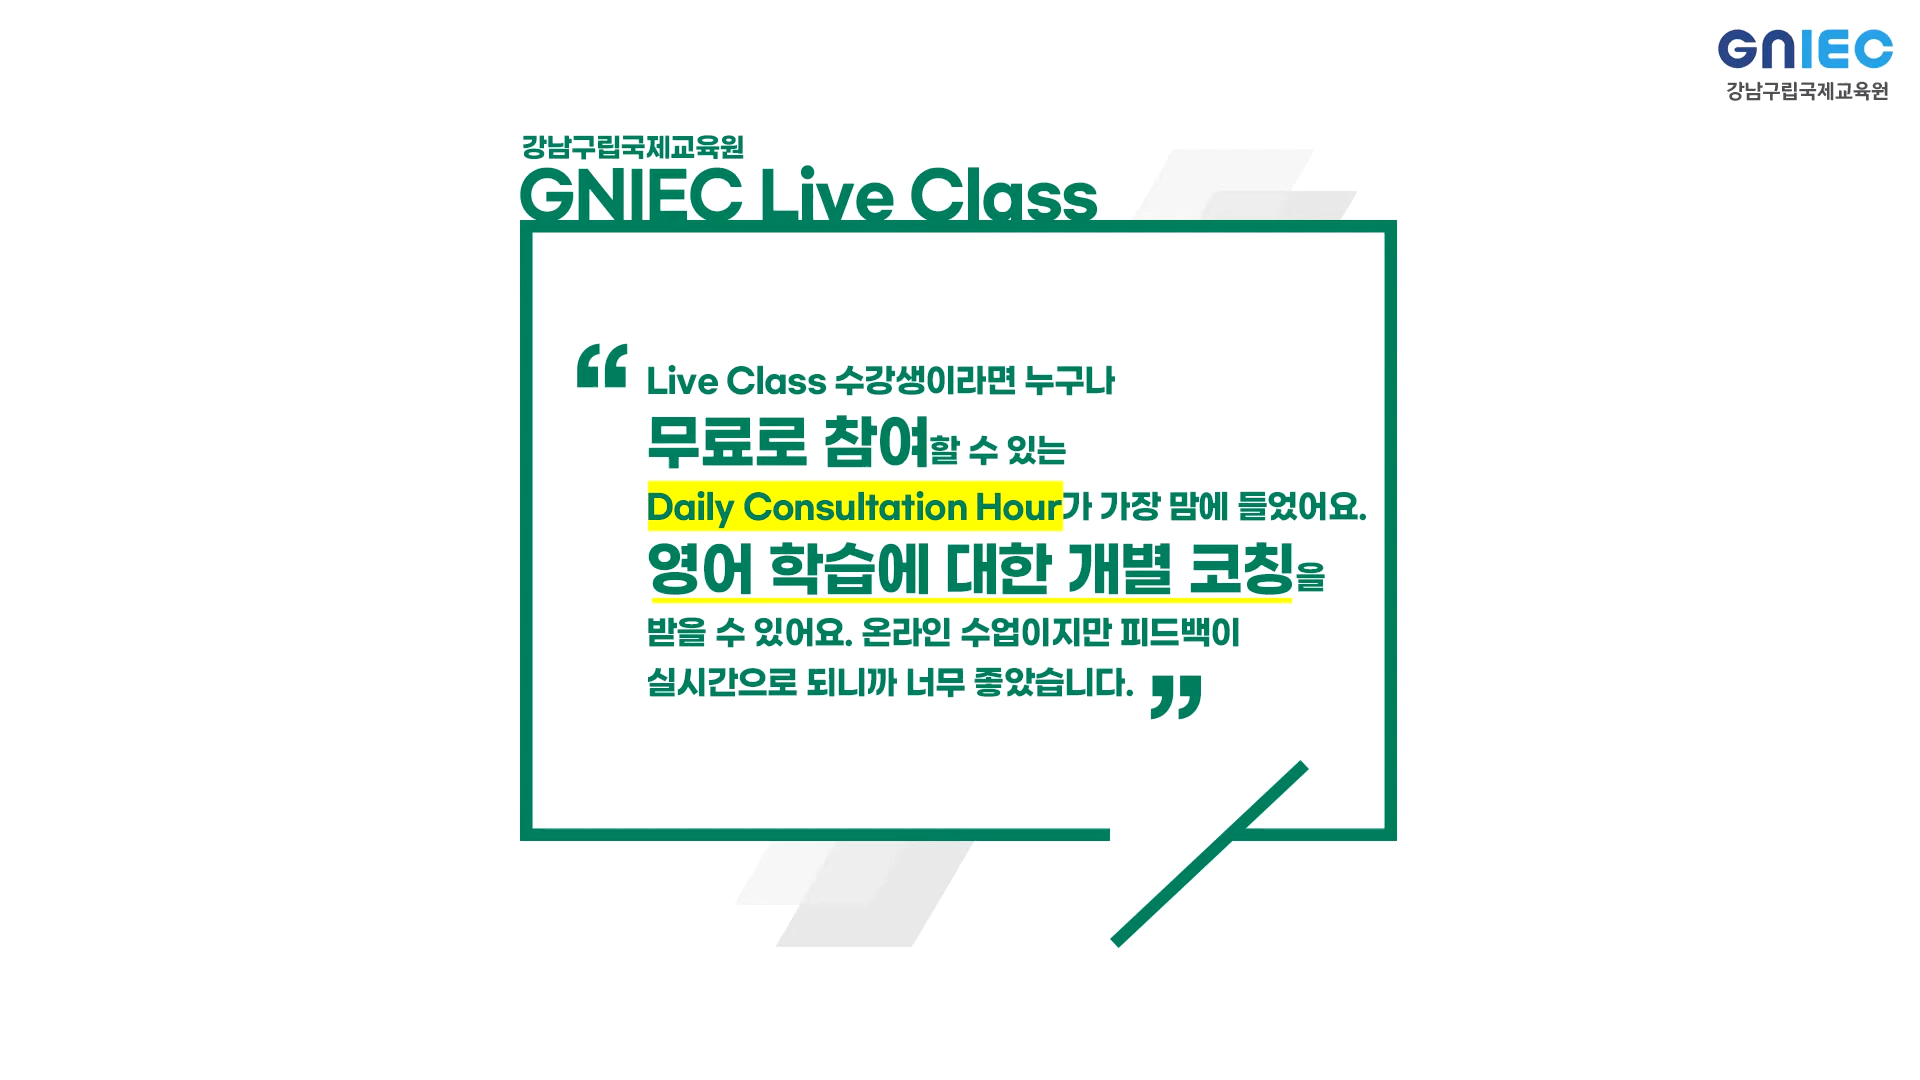 GNIEC
강남구립국제교육원
강남구립국제교육원
GNIEC Live Class
“ Live Class 수강생이라면 누구나
무료로 참여할 수 있는
Daily Consultation Hour가 가장 맘에 들었어요.
영어 학습에 대한 개별 코칭을
받을 수 있어요. 온라인 수업이지만 피드백이
실시간으로 되니까 너무 좋았습니다. ”